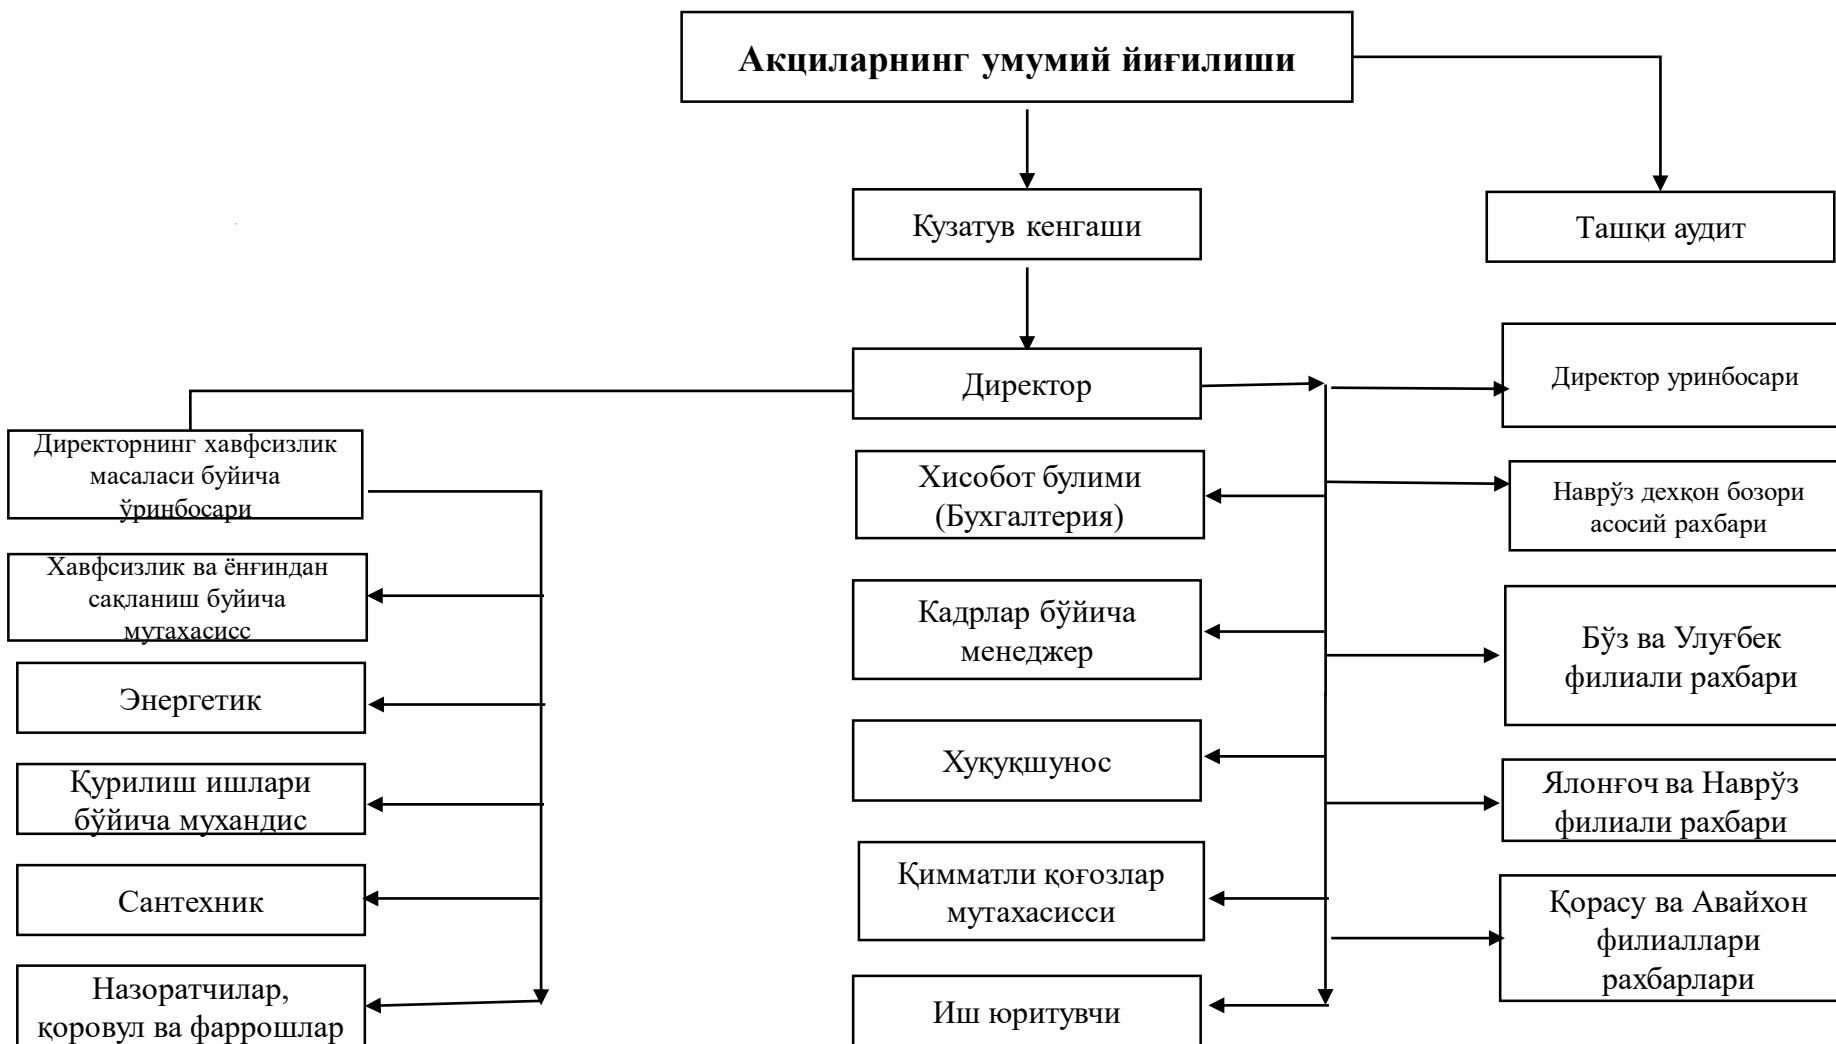 Акциларнинг умумий йиғилиши
Кузатув кенгаши
Ташқи аудит
Директор
Директор уринбосари
Директорнинг хавфсизлик
масаласи буйича
ўринбосари
Хисобот булими
(Бухгалтерия)
Наврўз дехқон бозори
асосий рахбари
Хавфсизлик ва ёнғиндан
сақланиш буйича
мутахасисс
Кадрлар бўйича
менеджер
Бўз ва Улуғбек
филиали рахбари
Энергетик
Хуқуқшунос
Қурилиш ишлари
бўйича мухандис
Ялонғоч ва Наврўз
филиали рахбари
Сантехник
Қимматли қоғозлар
мутахасисси
Қорасу ва Авайхон
филиаллари
рахбарлари
Назоратчилар,
қоровул ва фаррошлар
Иш юритувчи